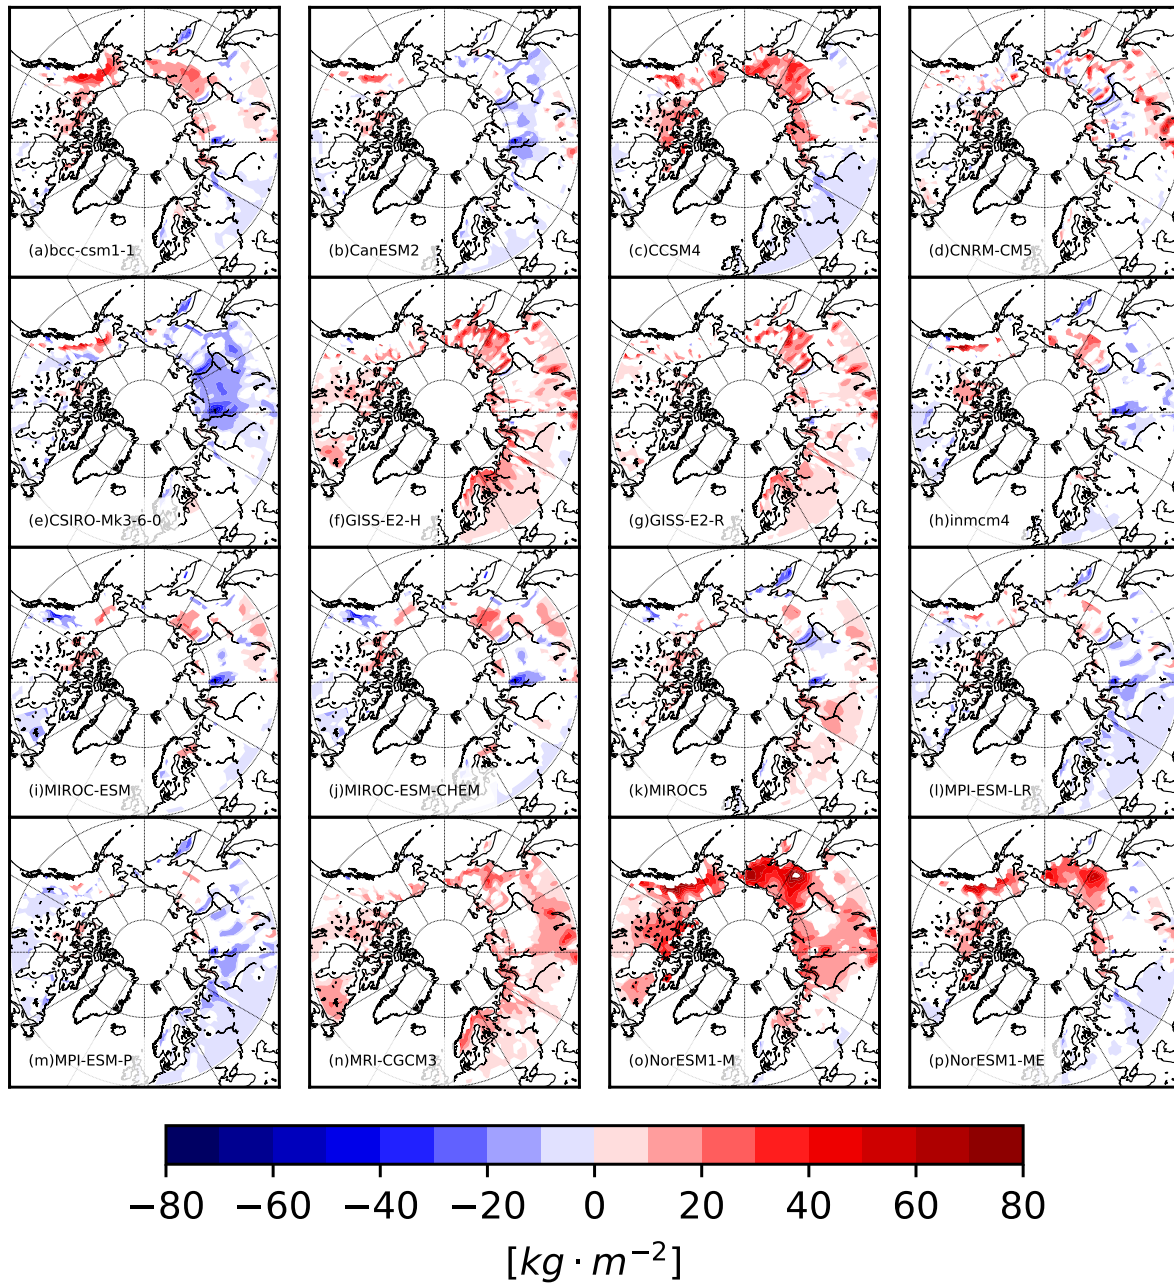 (a)bcc-csm1-1 (b)CanESM2 (c)CCSM4 (d)CNRM-CM5
(e)CSIRO-Mk3-6-0 (f)GISS-E2-H (g)GISS-E2-R (h)inmcm4
(i)MIROC-ESM (j)MIROC-ESM-CHEM (k)MIROC5 (l)MPI-ESM-LR
(m)MPI-ESM-P (n)MRI-CGCM3 (o)NorESM1-M (p)NorESM1-ME
−80 −60 −40 −20 0 20 40 60 80
[kg · m⁻²]